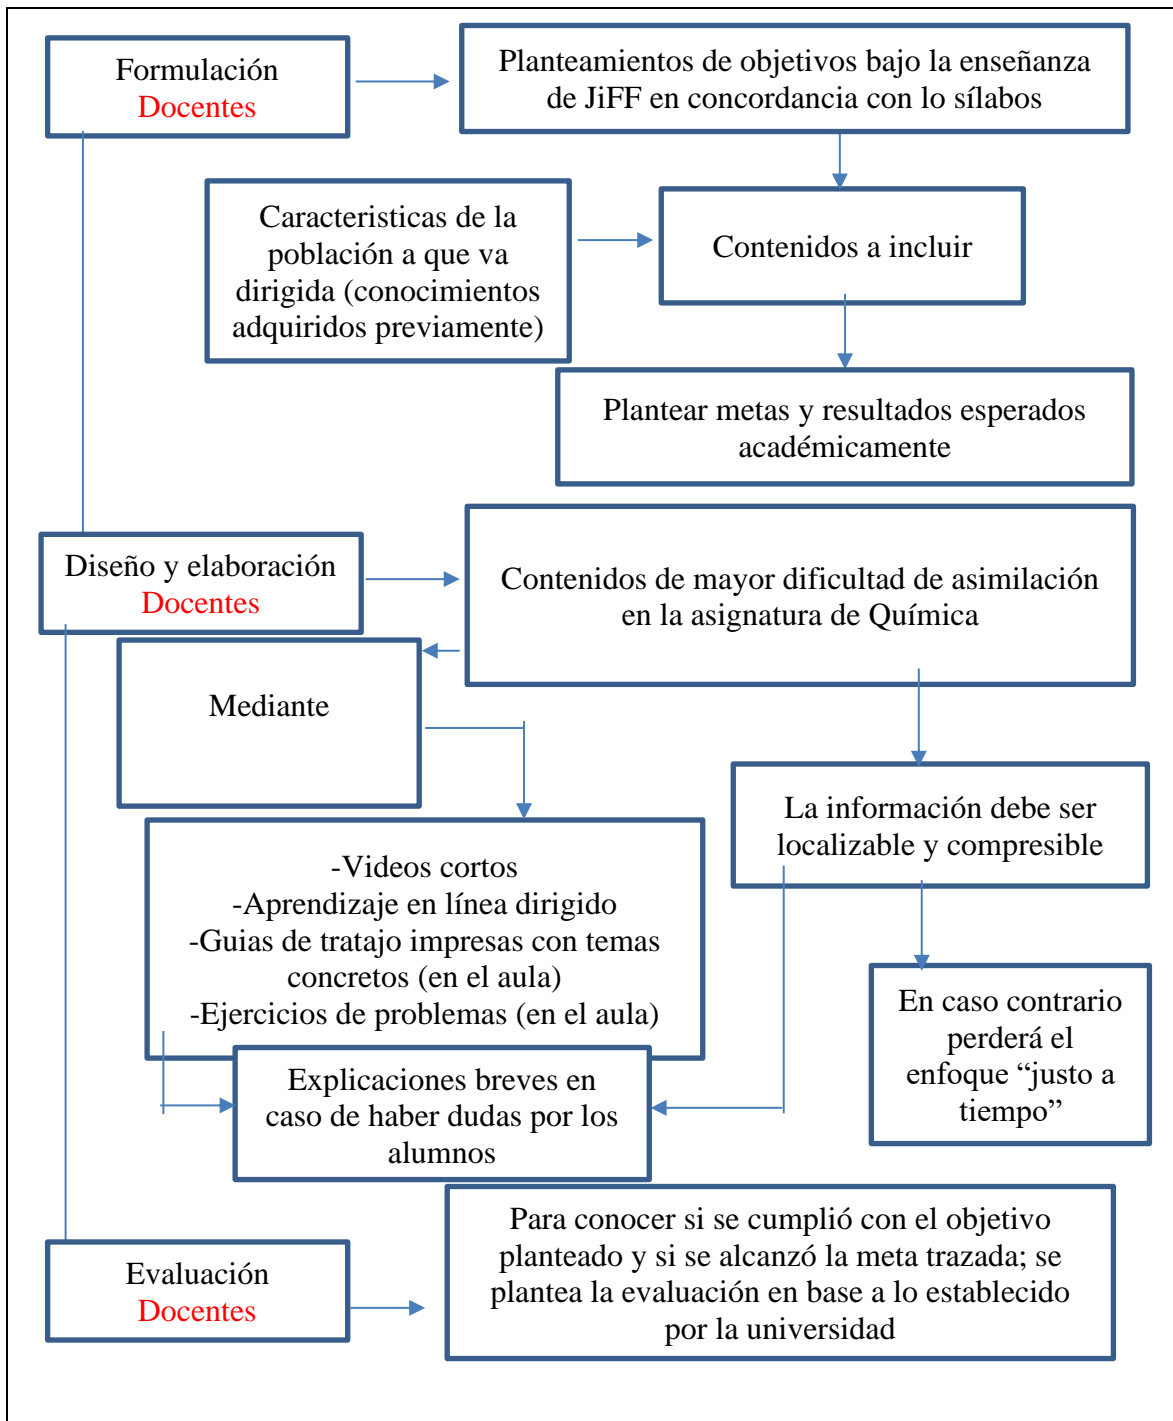 Formulación
Docentes
Planteamientos de objetivos bajo la enseñanza
de JiFF en concordancia con lo sílabos
Caracteristicas de la
población a que va
dirigida (conocimientos
adquiridos previamente)
Contenidos a incluir
Plantear metas y resultados esperados
académicamente
Diseño y elaboración
Docentes
Contenidos de mayor dificultad de asimilación
en la asignatura de Química
Mediante
La información debe ser
localizable y compresible
-Videos cortos
-Aprendizaje en línea dirigido
-Guias de tratajo impresas con temas
concretos (en el aula)
-Ejercicios de problemas (en el aula)
En caso contrario
perderá el
enfoque “justo a
tiempo”
Explicaciones breves en
caso de haber dudas por los
alumnos
Evaluación
Docentes
Para conocer si se cumplió con el objetivo
planteado y si se alcanzó la meta trazada; se
plantea la evaluación en base a lo establecido
por la universidad